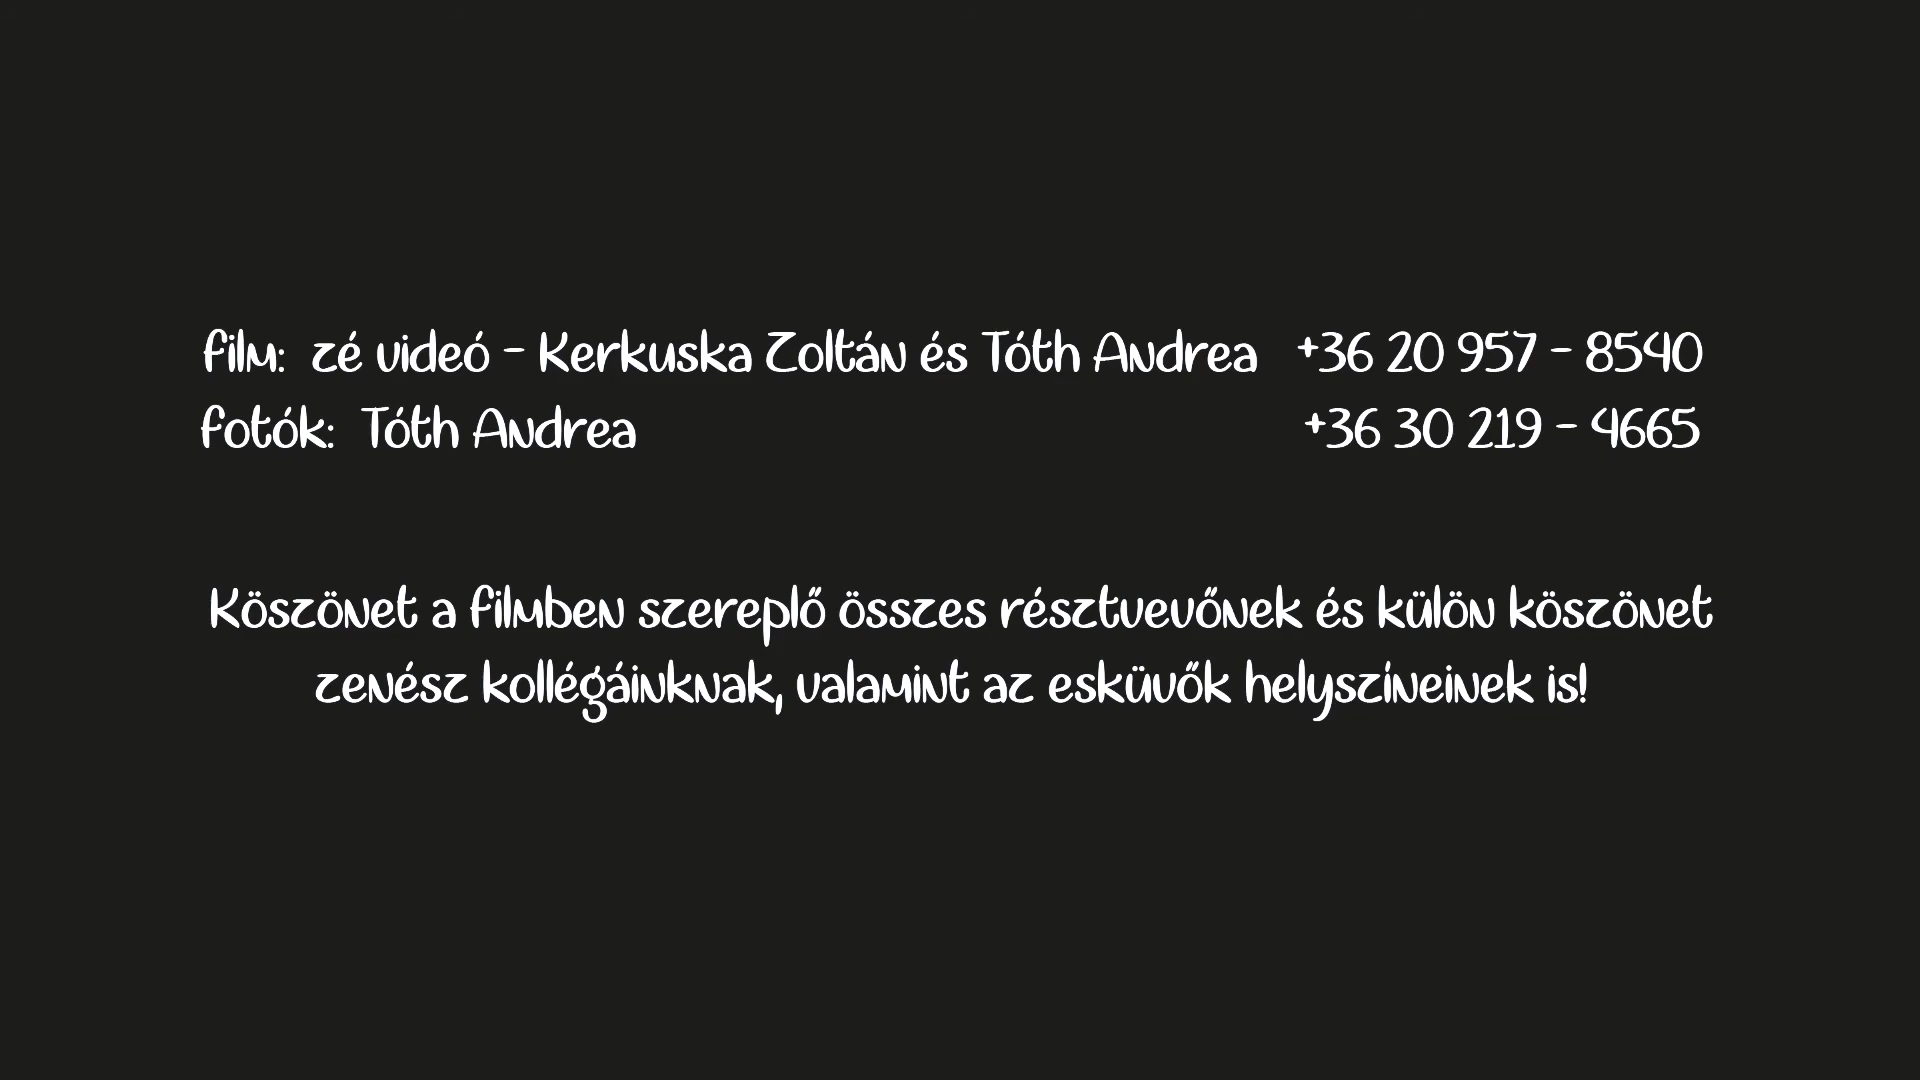 film: zé videó - Kerkuska Zoltán és Tóth Andrea +36 20 957 - 8540
fotók: Tóth Andrea +36 30 219 - 4665
Köszönet a filmben szereplő összes résztvevőnek és külön köszönet
zenész kollégáinknak, valamint az esküvők helyszíneinek is!